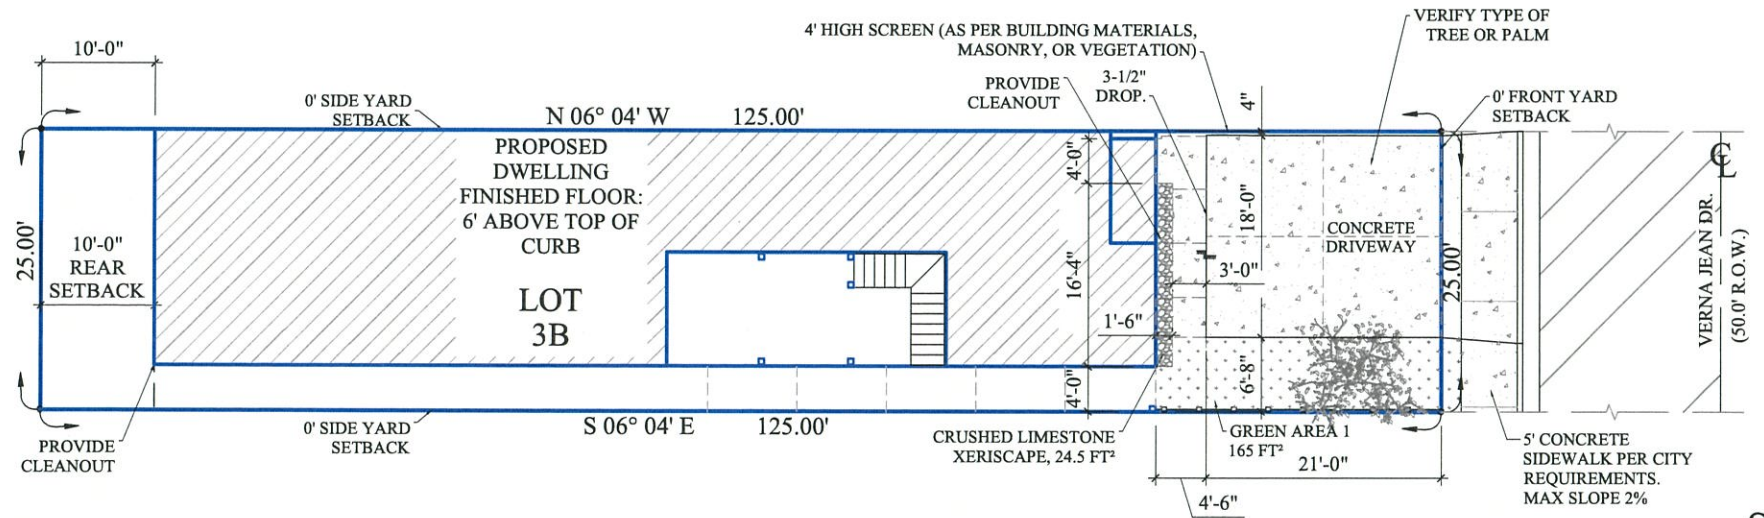 VERIFY TYPE OF
TREE OR PALM
4' HIGH SCREEN (AS PER BUILDING MATERIALS,
MASONRY, OR VEGETATION)
10'-0"
PROVIDE
CLEANOUT
3-1/2"
DROP.
4"
0' FRONT YARD
SETBACK
0' SIDE YARD
SETBACK
N 06° 04' W 125.00'
PROPOSED
DWELLING
FINISHED FLOOR:
6' ABOVE TOP OF
CURB
LOT
3B
25.00'
10'-0"
REAR
SETBACK
4'-0"
16'-4"
4'-0"
18'-0"
CONCRETE
DRIVEWAY
3'-0"
1'-6"
6'-8"
25.00'
CL
VERNA JEAN DR.
(50.0' R.O.W.)
PROVIDE
CLEANOUT
0' SIDE YARD
SETBACK
S 06° 04' E 125.00'
CRUSHED LIMESTONE
XERISCAPE, 24.5 FT²
GREEN AREA 1
165 FT²
21'-0"
4'-6"
5' CONCRETE
SIDEWALK PER CITY
REQUIREMENTS.
MAX SLOPE 2%